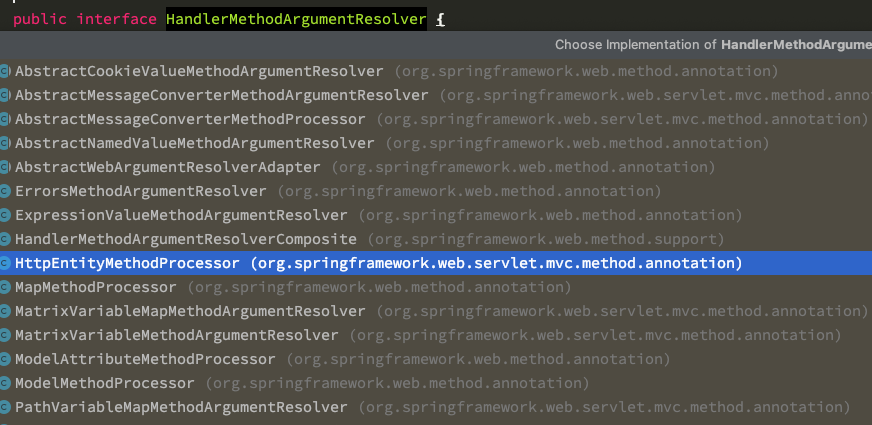 public interface HandlerMethodArgumentResolver {
Choose Implementation of HandlerMethodArgume
AbstractCookieValueMethodArgumentResolver (org.springframework.web.method.annotation)
AbstractMessageConverterMethodArgumentResolver (org.springframework.web.servlet.mvc.method.anno
AbstractMessageConverterMethodProcessor (org.springframework.web.servlet.mvc.method.annotation)
AbstractNamedValueMethodArgumentResolver (org.springframework.web.method.annotation)
AbstractWebArgumentResolverAdapter (org.springframework.web.method.annotation)
ErrorsMethodArgumentResolver (org.springframework.web.method.annotation)
ExpressionValueMethodArgumentResolver (org.springframework.web.method.annotation)
HandlerMethodArgumentResolverComposite (org.springframework.web.method.support)
HttpEntityMethodProcessor (org.springframework.web.servlet.mvc.method.annotation)
MapMethodProcessor (org.springframework.web.method.annotation)
MatrixVariableMapMethodArgumentResolver (org.springframework.web.servlet.mvc.method.annotation)
MatrixVariableMethodArgumentResolver (org.springframework.web.servlet.mvc.method.annotation)
ModelAttributeMethodProcessor (org.springframework.web.method.annotation)
ModelMethodProcessor (org.springframework.web.method.annotation)
PathVariableMapMethodArgumentResolver (org.springframework.web.servlet.mvc.method.annotation)